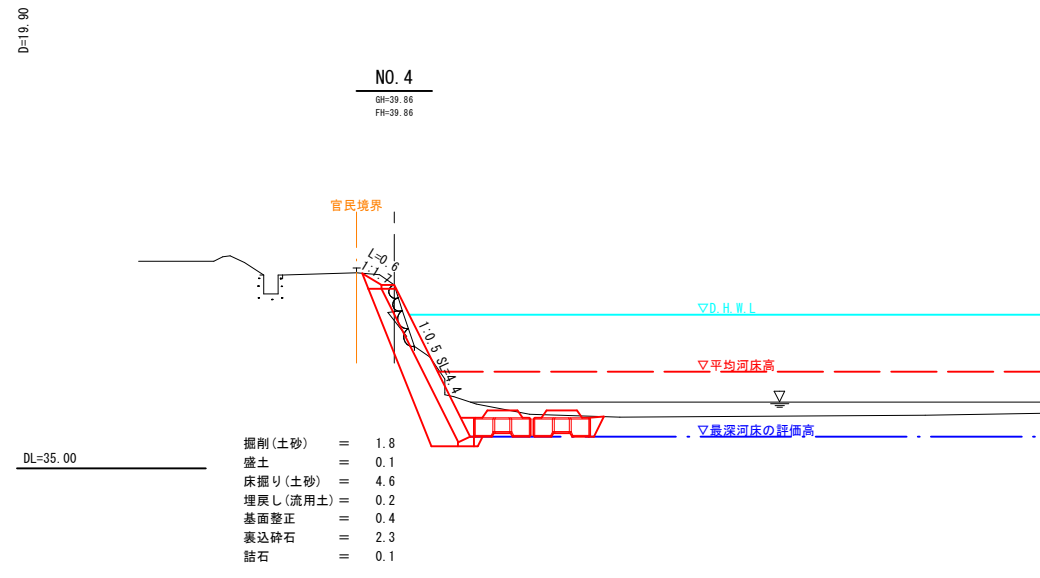 D=19.90
NO.4
GH=39.86
FH=39.86
官民境界
L=0.6
1:1.7
▽D.H.W.L
1:0.5 SL=4.4
▽平均河床高
▽最深河床の評価高
DL=35.00
掘削(土砂) = 1.8
盛土 = 0.1
床掘り(土砂) = 4.6
埋戻し(流用土) = 0.2
基面整正 = 0.4
裏込砕石 = 2.3
詰石 = 0.1